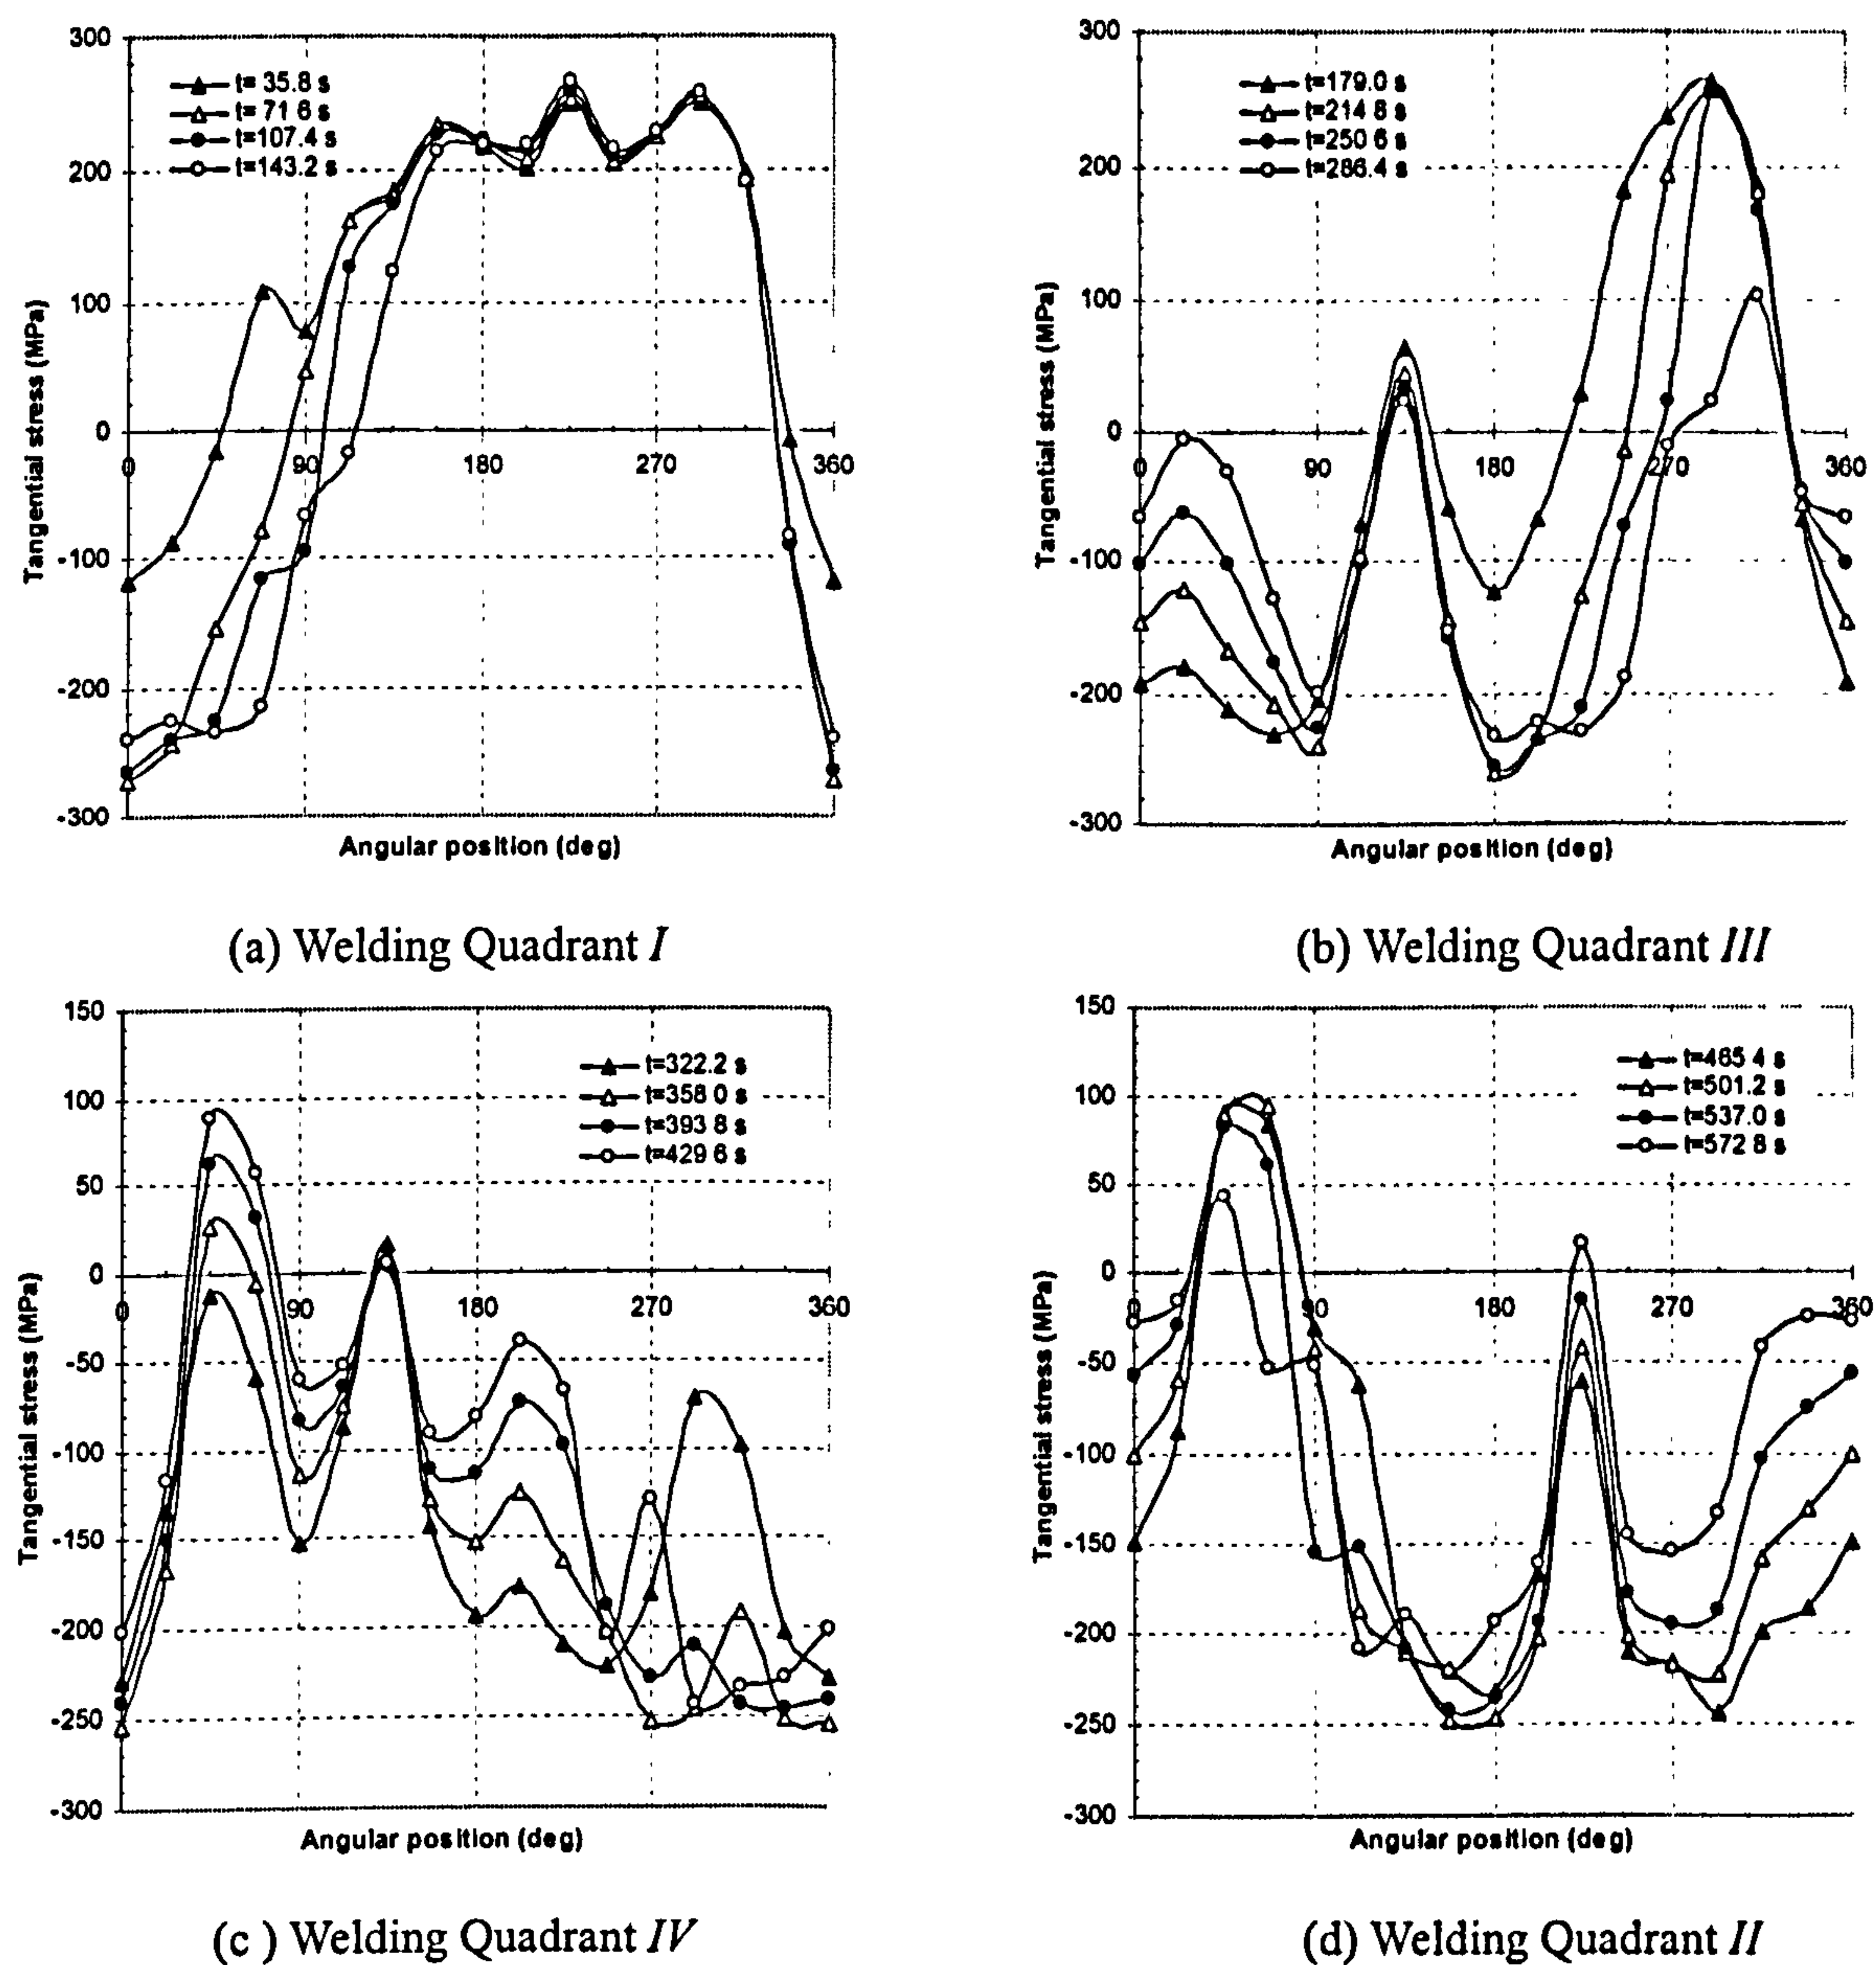 300
200
100
0
-100
-200
-300
Tangential stress (MPa)
t= 35.8 s
t= 71.6 s
t=107.4 s
t=143.2 s
0 90 180 270 360
Angular position (deg)
(a) Welding Quadrant I
300
200
100
0
-100
-200
-300
Tangential stress (MPa)
t=179.0 s
t=214.8 s
t=250 6 s
t=286.4 s
0 90 180 270 360
Angular position (deg)
(b) Welding Quadrant III
150
100
50
0
-50
-100
-150
-200
-250
-300
Tangential stress (MPa)
t=322.2 s
t=358 0 s
t=393 8 s
t=429 6 s
0 90 180 270 360
Angular position (deg)
(c ) Welding Quadrant IV
150
100
50
0
-50
-100
-150
-200
-250
-300
Tangential stress (MPa)
t=465 4 s
t=501.2 s
t=537.0 s
t=572 8 s
0 90 180 270 360
Angular position (deg)
(d) Welding Quadrant II